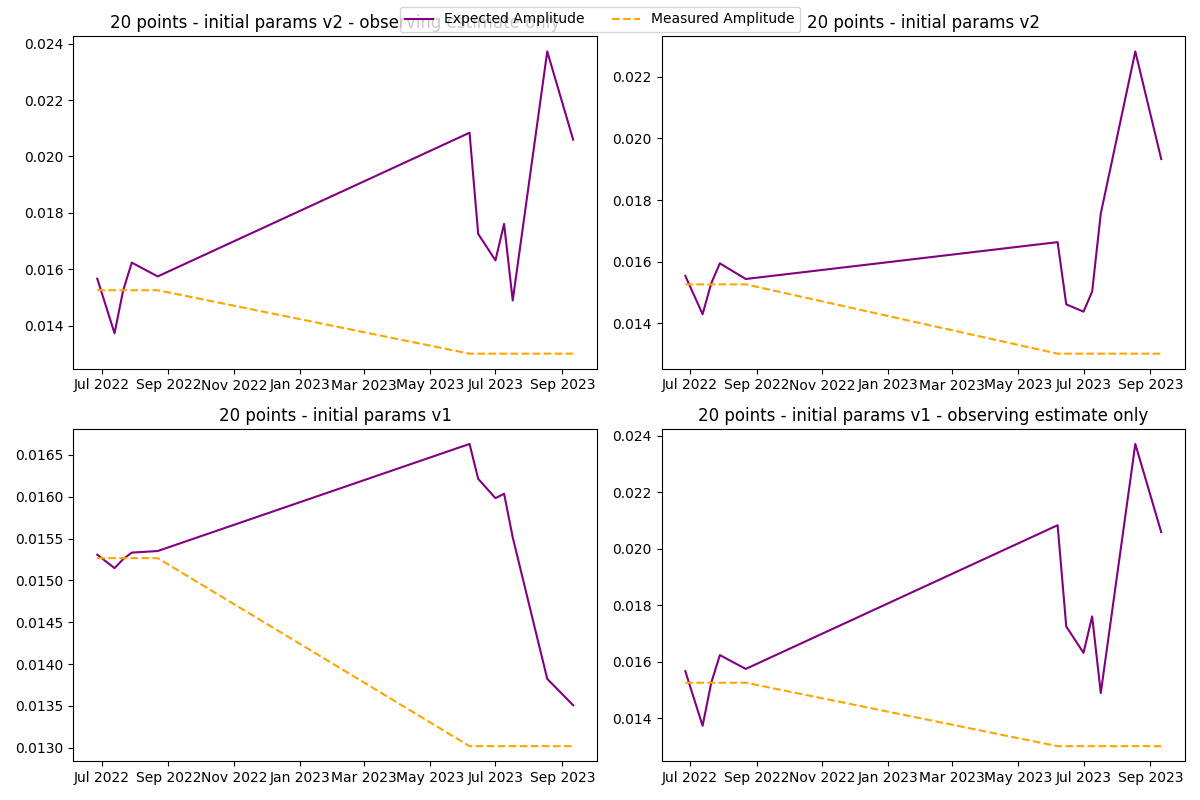 20 points - initial params v2 - observing estimate only
Expected Amplitude
Measured Amplitude
20 points - initial params v2
0.024
0.022
0.020
0.018
0.016
0.014
Jul 2022 Sep 2022 Nov 2022 Jan 2023 Mar 2023 May 2023 Jul 2023 Sep 2023
0.022
0.020
0.018
0.016
0.014
Jul 2022 Sep 2022 Nov 2022 Jan 2023 Mar 2023 May 2023 Jul 2023 Sep 2023
20 points - initial params v1
0.0165
0.0160
0.0155
0.0150
0.0145
0.0140
0.0135
0.0130
Jul 2022 Sep 2022 Nov 2022 Jan 2023 Mar 2023 May 2023 Jul 2023 Sep 2023
20 points - initial params v1 - observing estimate only
0.024
0.022
0.020
0.018
0.016
0.014
Jul 2022 Sep 2022 Nov 2022 Jan 2023 Mar 2023 May 2023 Jul 2023 Sep 2023